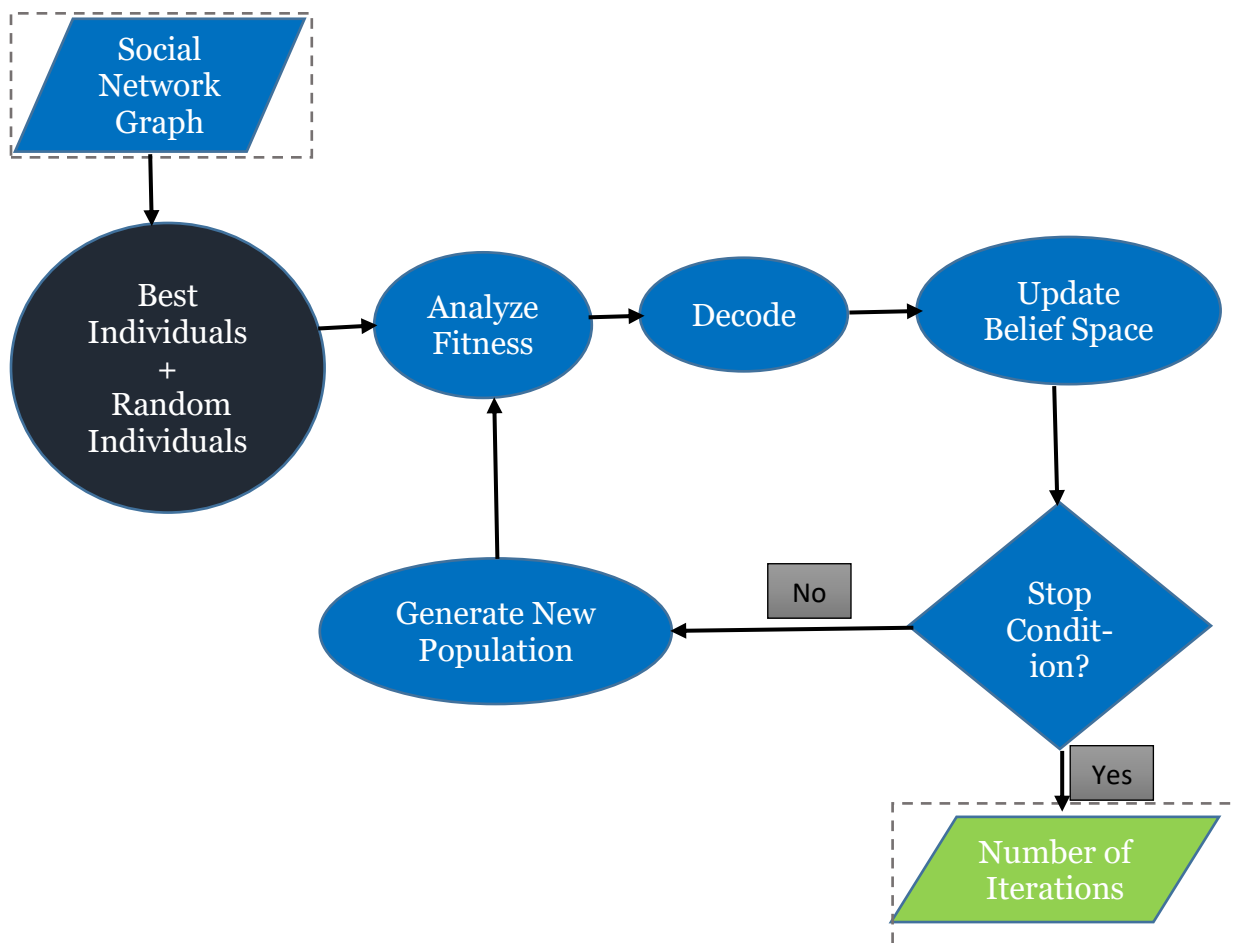 Social
Network
Graph
Best
Individuals
+
Random
Individuals
Analyze
Fitness
Decode
Update
Belief Space
Stop
Condit-
ion?
No
Generate New
Population
Yes
Number of
Iterations